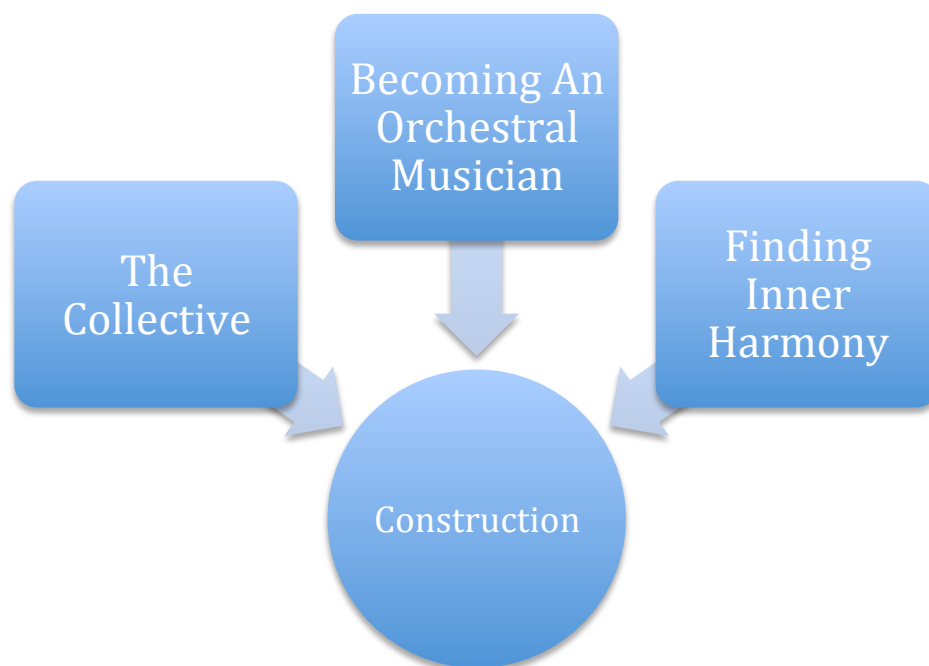 Becoming An
Orchestral
Musician
The
Collective
Finding
Inner
Harmony
Construction